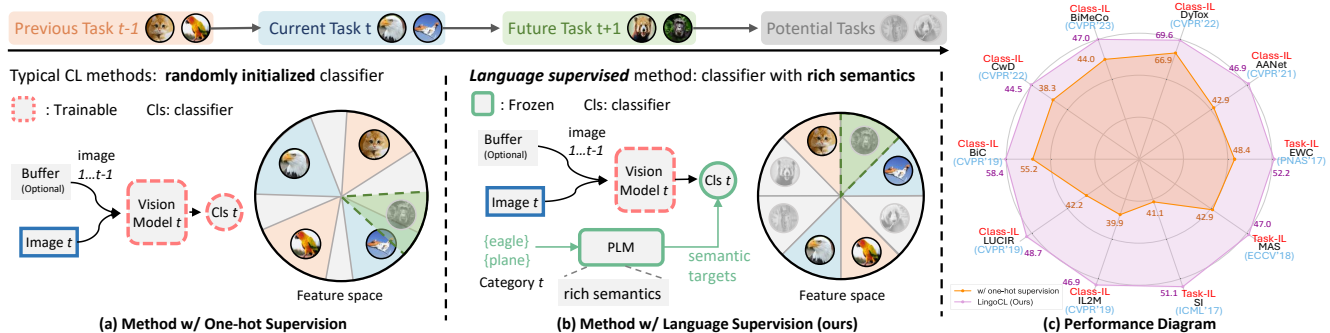 Previous Task t-1
Current Task t
Future Task t+1
Potential Tasks
Typical CL methods: randomly initialized classifier
: Trainable Cls: classifier
Buffer
(Optional)
image
1...t-1
Image t
Vision
Model t
Cls t
Feature space
(a) Method w/ One-hot Supervision
Language supervised method: classifier with rich semantics
: Frozen Cls: classifier
Buffer
(Optional)
image
1...t-1
Image t
Vision
Model t
Cls t
{eagle}
{plane}
Category t
PLM
semantic
targets
rich semantics
Feature space
(b) Method w/ Language Supervision (ours)
Class-IL
BiMeCo
(CVPR'23)
47.0
44.0
Class-IL
DyTox
(CVPR'22)
69.6
66.9
Class-IL
AANet
(CVPR'21)
46.9
42.9
Task-IL
EWC
(PNAS'17)
52.2
48.4
Task-IL
MAS
(ECCV'18)
47.0
42.9
Task-IL
SI
(ICML'17)
51.1
41.1
Class-IL
IL2M
(CVPR'19)
46.9
39.9
Class-IL
LUCIR
(CVPR'19)
48.7
42.2
Class-IL
BiC
(CVPR'19)
58.4
55.2
Class-IL
CwD
(CVPR'22)
44.5
38.3
w/ one-hot supervision
LingoCL (Ours)
(c) Performance Diagram